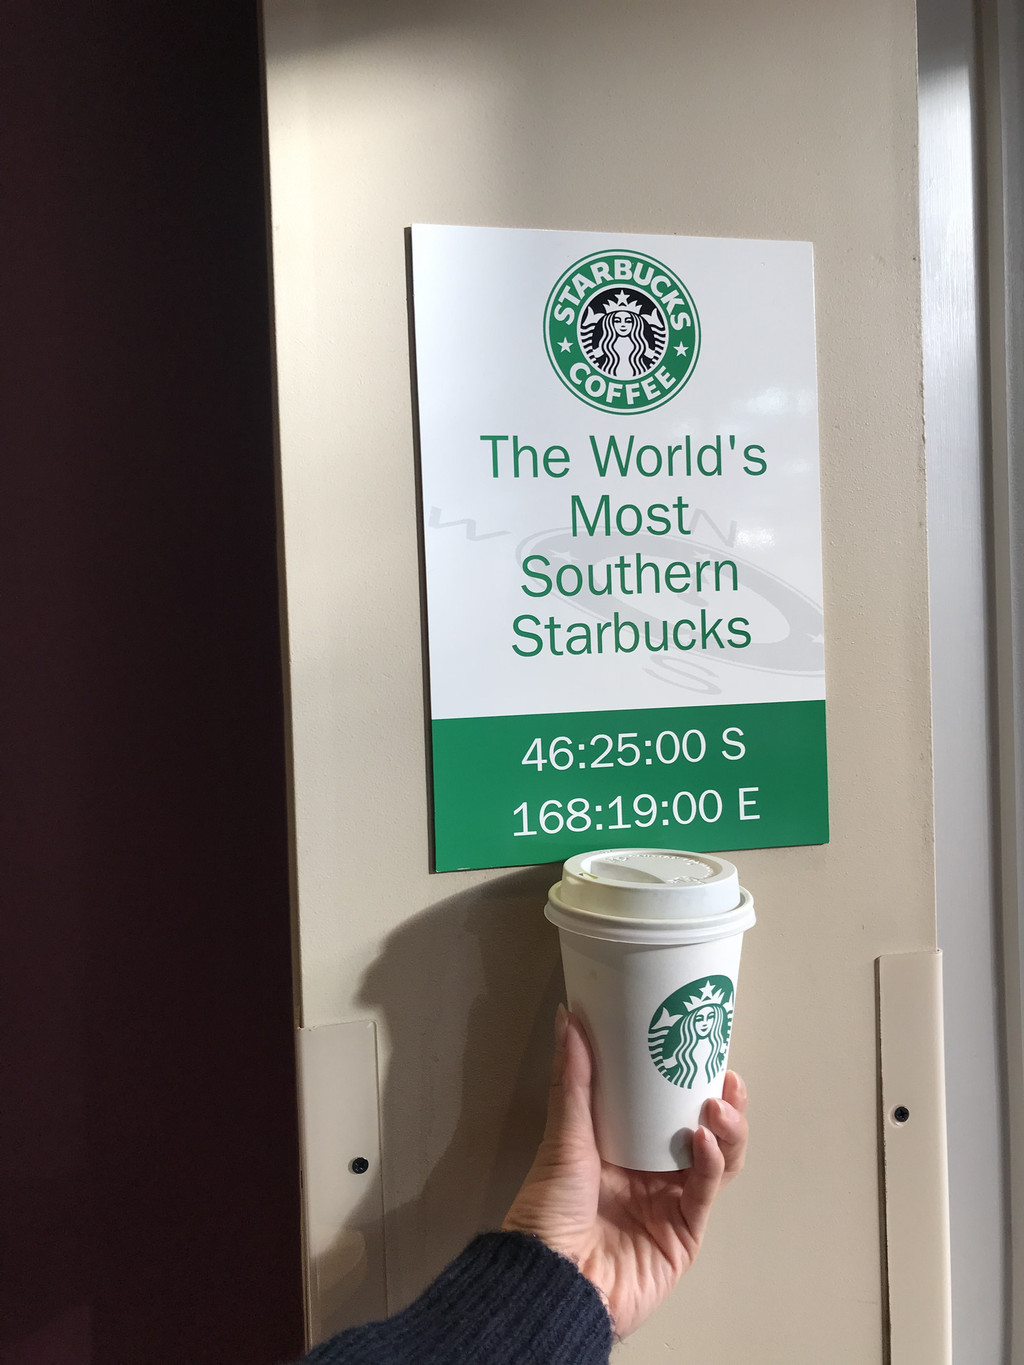 STARBUCKS
COFFEE
The World's
Most
Southern
Starbucks
W N
S
46:25:00 S
168:19:00 E